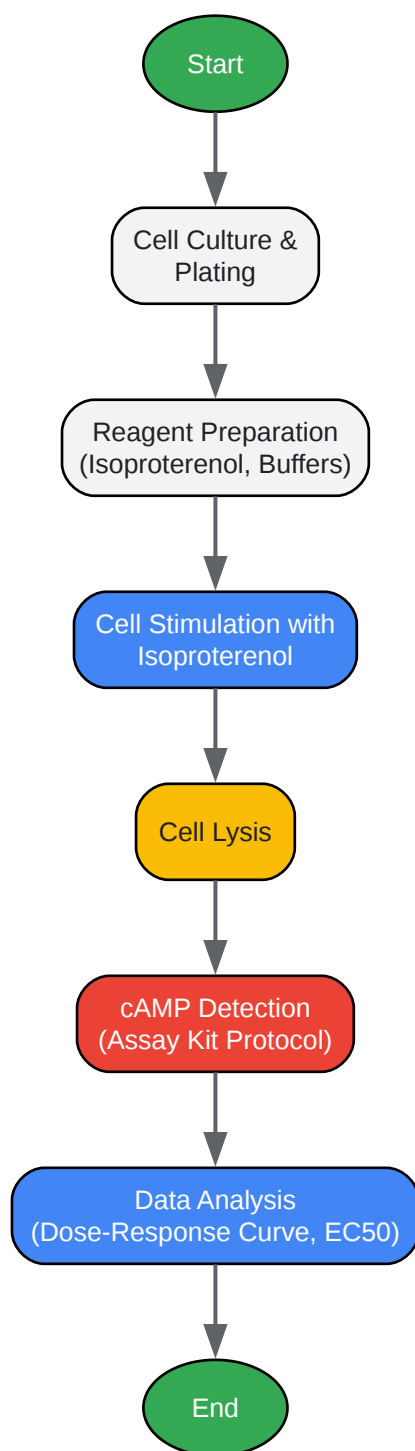 Start
Cell Culture &
Plating
Reagent Preparation
(Isoproterenol, Buffers)
Cell Stimulation with
Isoproterenol
Cell Lysis
cAMP Detection
(Assay Kit Protocol)
Data Analysis
(Dose-Response Curve, EC50)
End